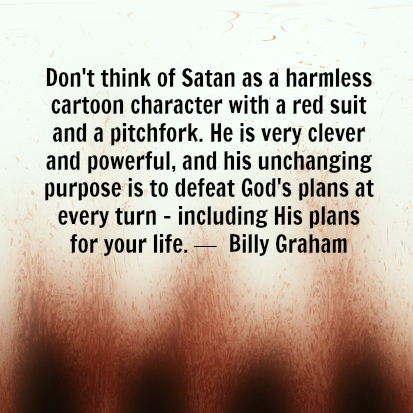 Don't think of Satan as a harmless
cartoon character with a red suit
and a pitchfork. He is very clever
and powerful, and his unchanging
purpose is to defeat God's plans at
every turn - including His plans
for your life. — Billy Graham